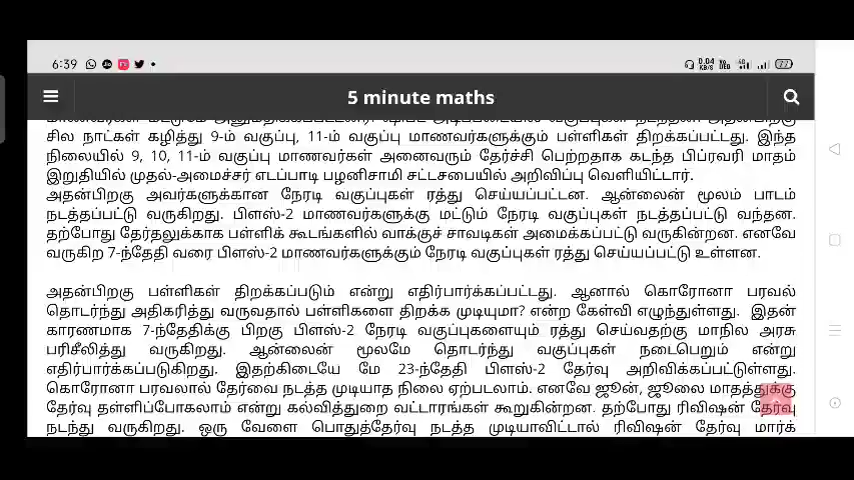 6:39
0.04 KB/s
77
5 minute maths
சில நாட்கள் கழித்து 9-ம் வகுப்பு, 11-ம் வகுப்பு மாணவர்களுக்கும் பள்ளிகள் திறக்கப்பட்டது. இந்த
நிலையில் 9, 10, 11-ம் வகுப்பு மாணவர்கள் அனைவரும் தேர்ச்சி பெற்றதாக கடந்த பிப்ரவரி மாதம்
இறுதியில் முதல்-அமைச்சர் எடப்பாடி பழனிசாமி சட்டசபையில் அறிவிப்பு வெளியிட்டார்.
அதன்பிறகு அவர்களுக்கான நேரடி வகுப்புகள் ரத்து செய்யப்பட்டன. ஆன்லைன் மூலம் பாடம்
நடத்தப்பட்டு வருகிறது. பிளஸ்-2 மாணவர்களுக்கு மட்டும் நேரடி வகுப்புகள் நடத்தப்பட்டு வந்தன.
தற்போது தேர்தலுக்காக பள்ளிக் கூடங்களில் வாக்குச் சாவடிகள் அமைக்கப்பட்டு வருகின்றன. எனவே
வருகிற 7-ந்தேதி வரை பிளஸ்-2 மாணவர்களுக்கும் நேரடி வகுப்புகள் ரத்து செய்யப்பட்டு உள்ளன.
அதன்பிறகு பள்ளிகள் திறக்கப்படும் என்று எதிர்பார்க்கப்பட்டது. ஆனால் கொரோனா பரவல்
தொடர்ந்து அதிகரித்து வருவதால் பள்ளிகளை திறக்க முடியுமா? என்ற கேள்வி எழுந்துள்ளது. இதன்
காரணமாக 7-ந்தேதிக்கு பிறகு பிளஸ்-2 நேரடி வகுப்புகளையும் ரத்து செய்வதற்கு மாநில அரசு
பரிசீலித்து வருகிறது. ஆன்லைன் மூலமே தொடர்ந்து வகுப்புகள் நடைபெறும் என்று
எதிர்பார்க்கப்படுகிறது. இதற்கிடையே மே 23-ந்தேதி பிளஸ்-2 தேர்வு அறிவிக்கப்பட்டுள்ளது.
கொரோனா பரவலால் தேர்வை நடத்த முடியாத நிலை ஏற்படலாம். எனவே ஜூன், ஜூலை மாதத்துக்கு
தேர்வு தள்ளிப்போகலாம் என்று கல்வித்துறை வட்டாரங்கள் கூறுகின்றன. தற்போது ரிவிஷன் தேர்வு
நடந்து வருகிறது. ஒரு வேளை பொதுத்தேர்வு நடத்த முடியாவிட்டால் ரிவிஷன் தேர்வு மார்க்